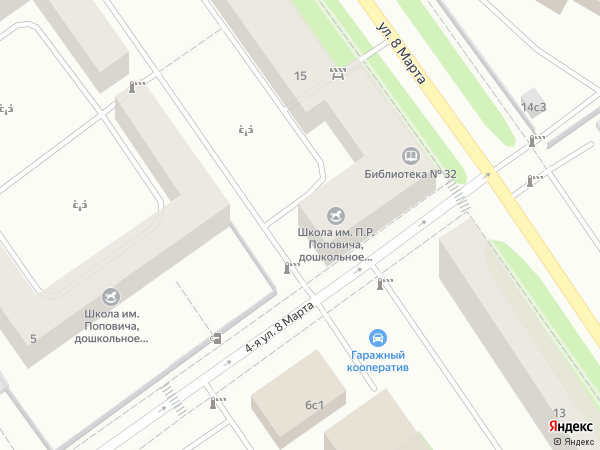 ул. 8 Марта
15
14с3
Библиотека № 32
Школа им. П.Р.
Поповича,
дошкольное...
Школа им.
Поповича,
дошкольное...
5
4-я ул. 8 Марта
Гаражный
кооператив
6с1
13
Яндекс
© Яндекс